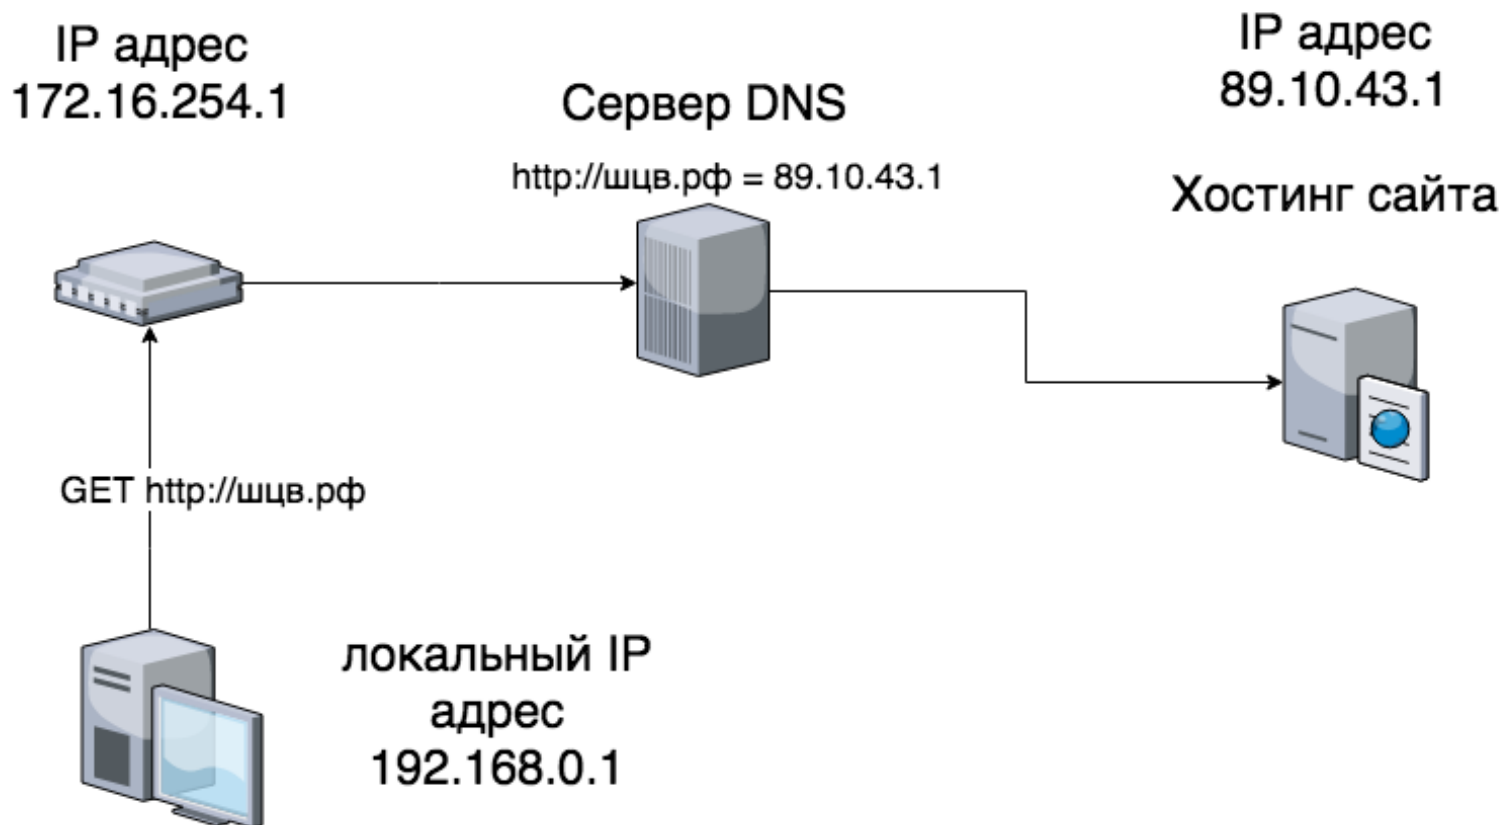 IP адрес
172.16.254.1
Сервер DNS
http://шцв.рф = 89.10.43.1
IP адрес
89.10.43.1
Хостинг сайта
GET http://шцв.рф
локальный IP
адрес
192.168.0.1